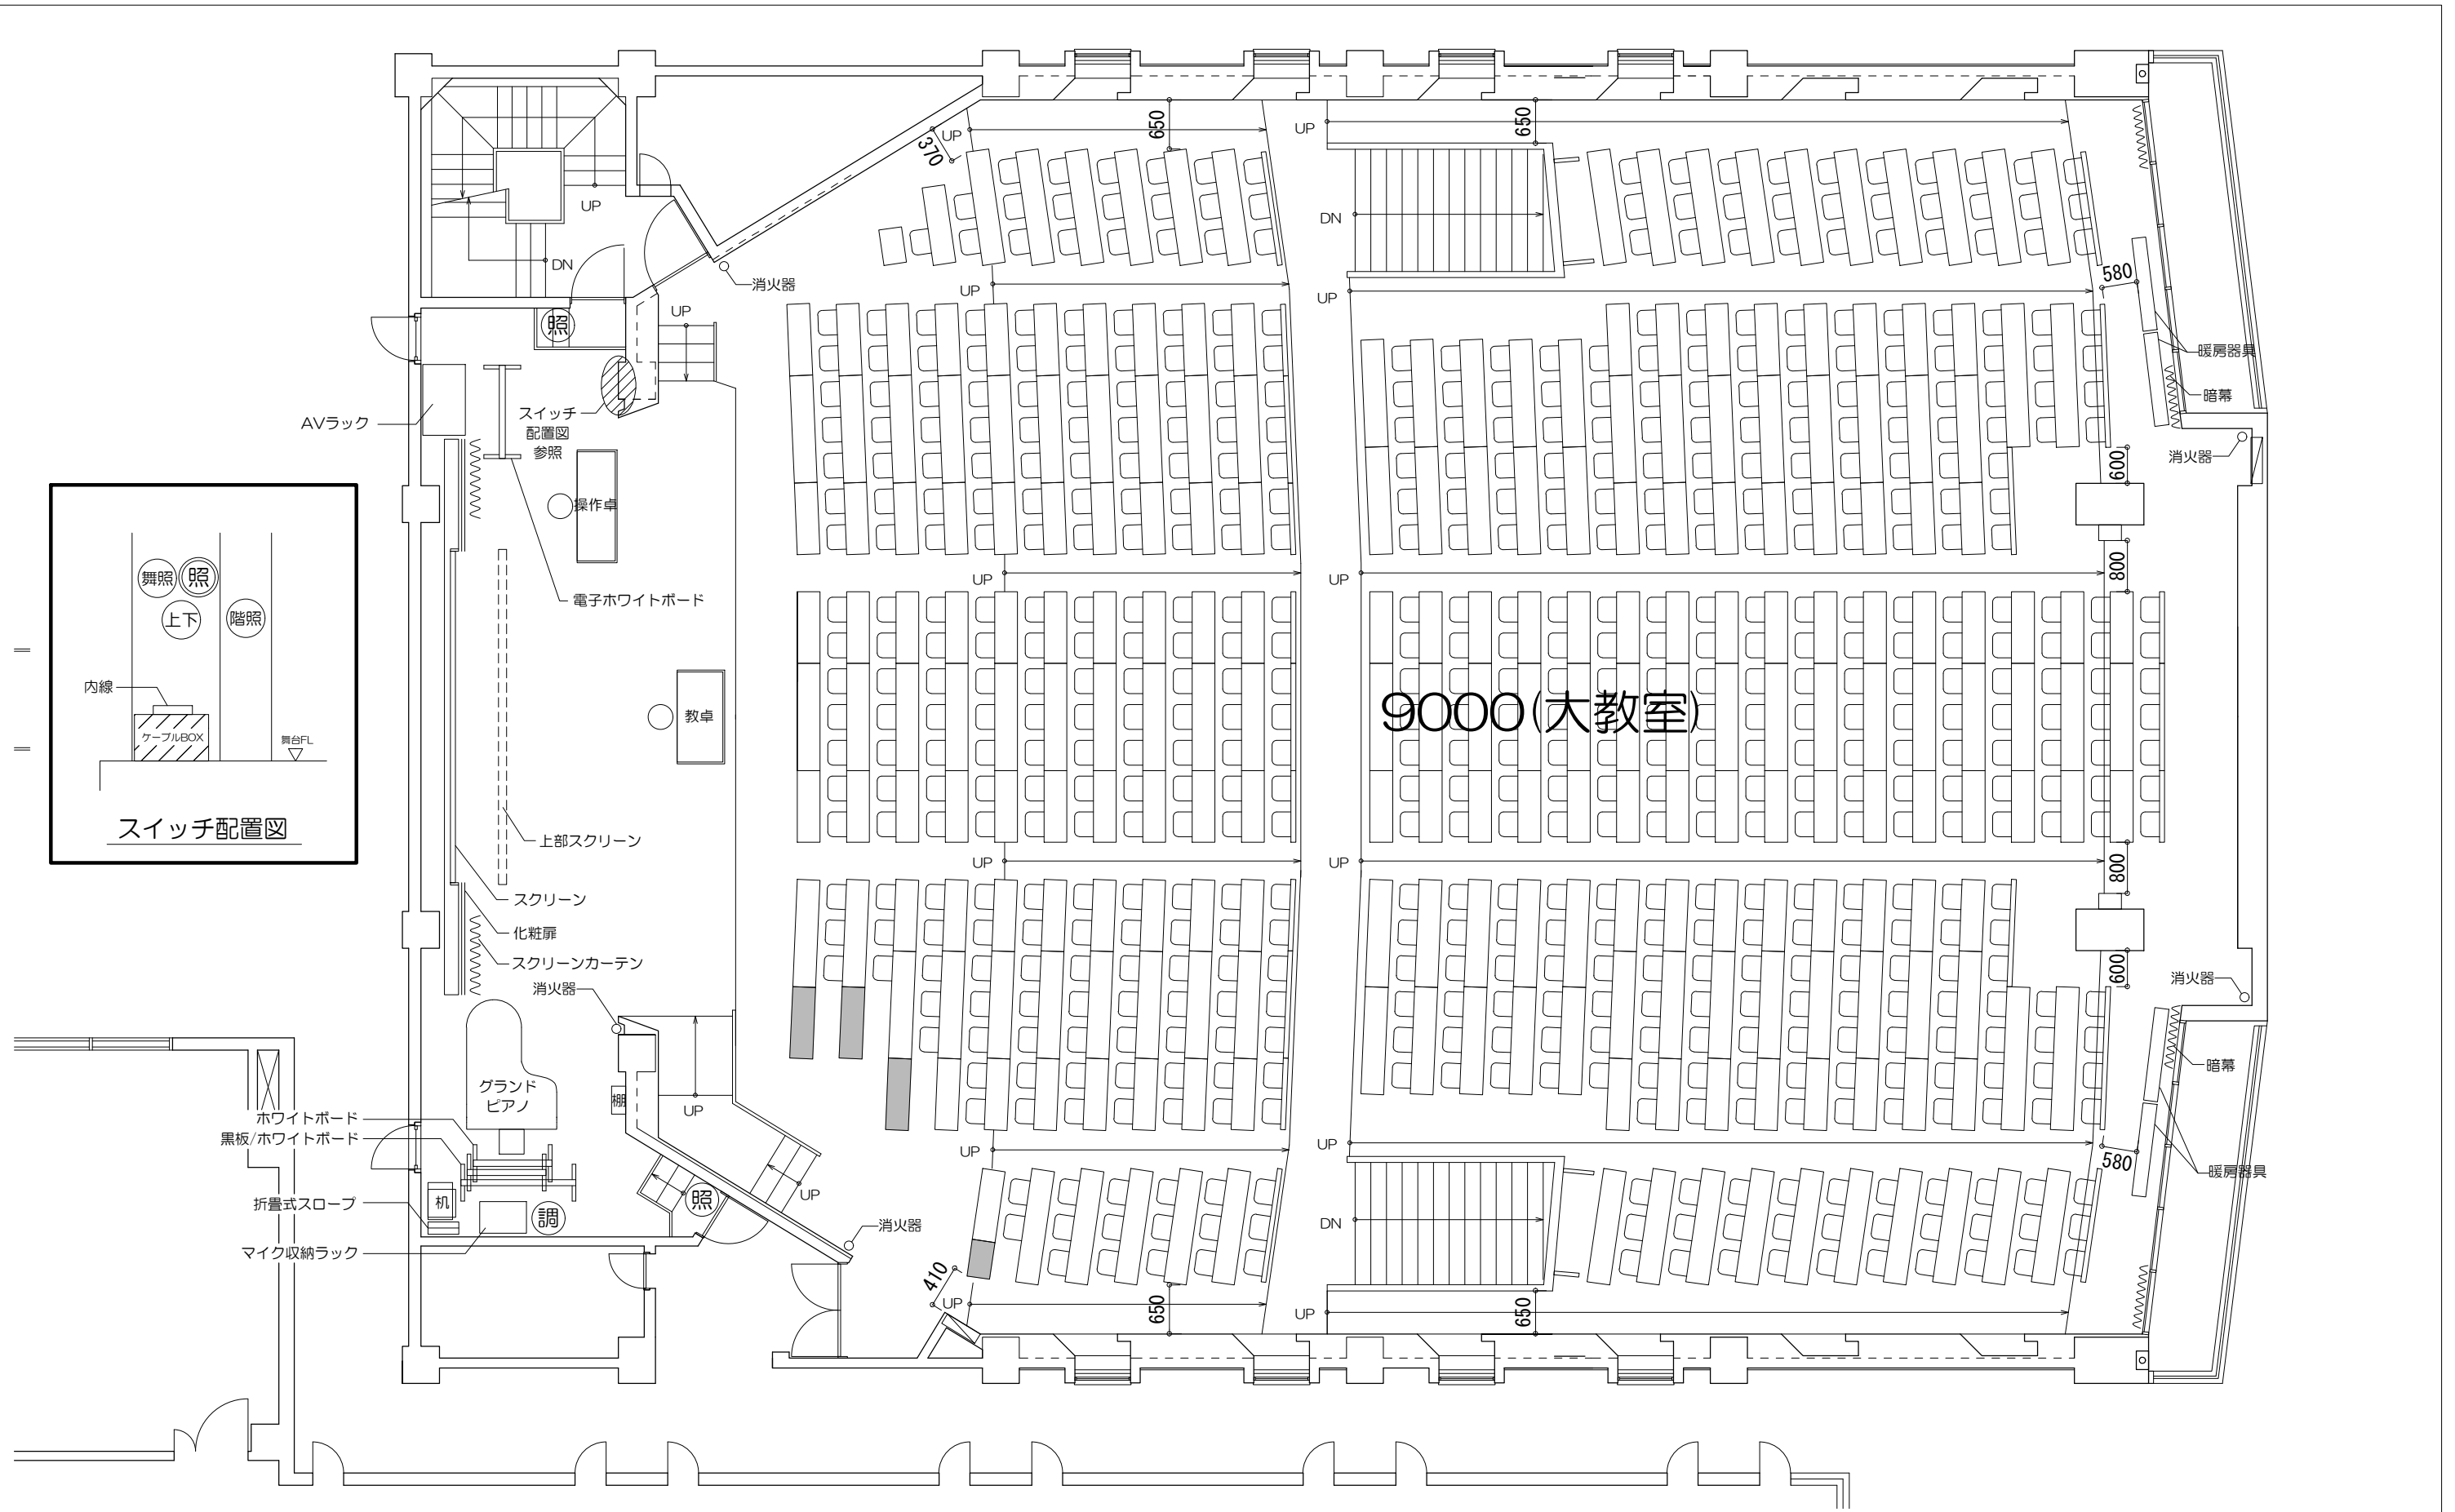 650
650
UP
UP
UP
370
UP
DN
DN
消火器
580
UP
UP
照
UP
暖房器具
暗幕
AVラック
スイッチ
配置図
参照
消火器
600
操作卓
舞照
照
上下
階照
電子ホワイトボード
UP
UP
800
内線
ケーブルBOX
舞台FL
教卓
9000(大教室)
スイッチ配置図
上部スクリーン
UP
UP
800
スクリーン
化粧扉
スクリーンカーテン
消火器
600
消火器
暗幕
グランド
ピアノ
棚
UP
ホワイトボード
黒板/ホワイトボード
UP
UP
580
暖房器具
机
折畳式スロープ
調
照
UP
消火器
DN
マイク収納ラック
410
UP
650
UP
650